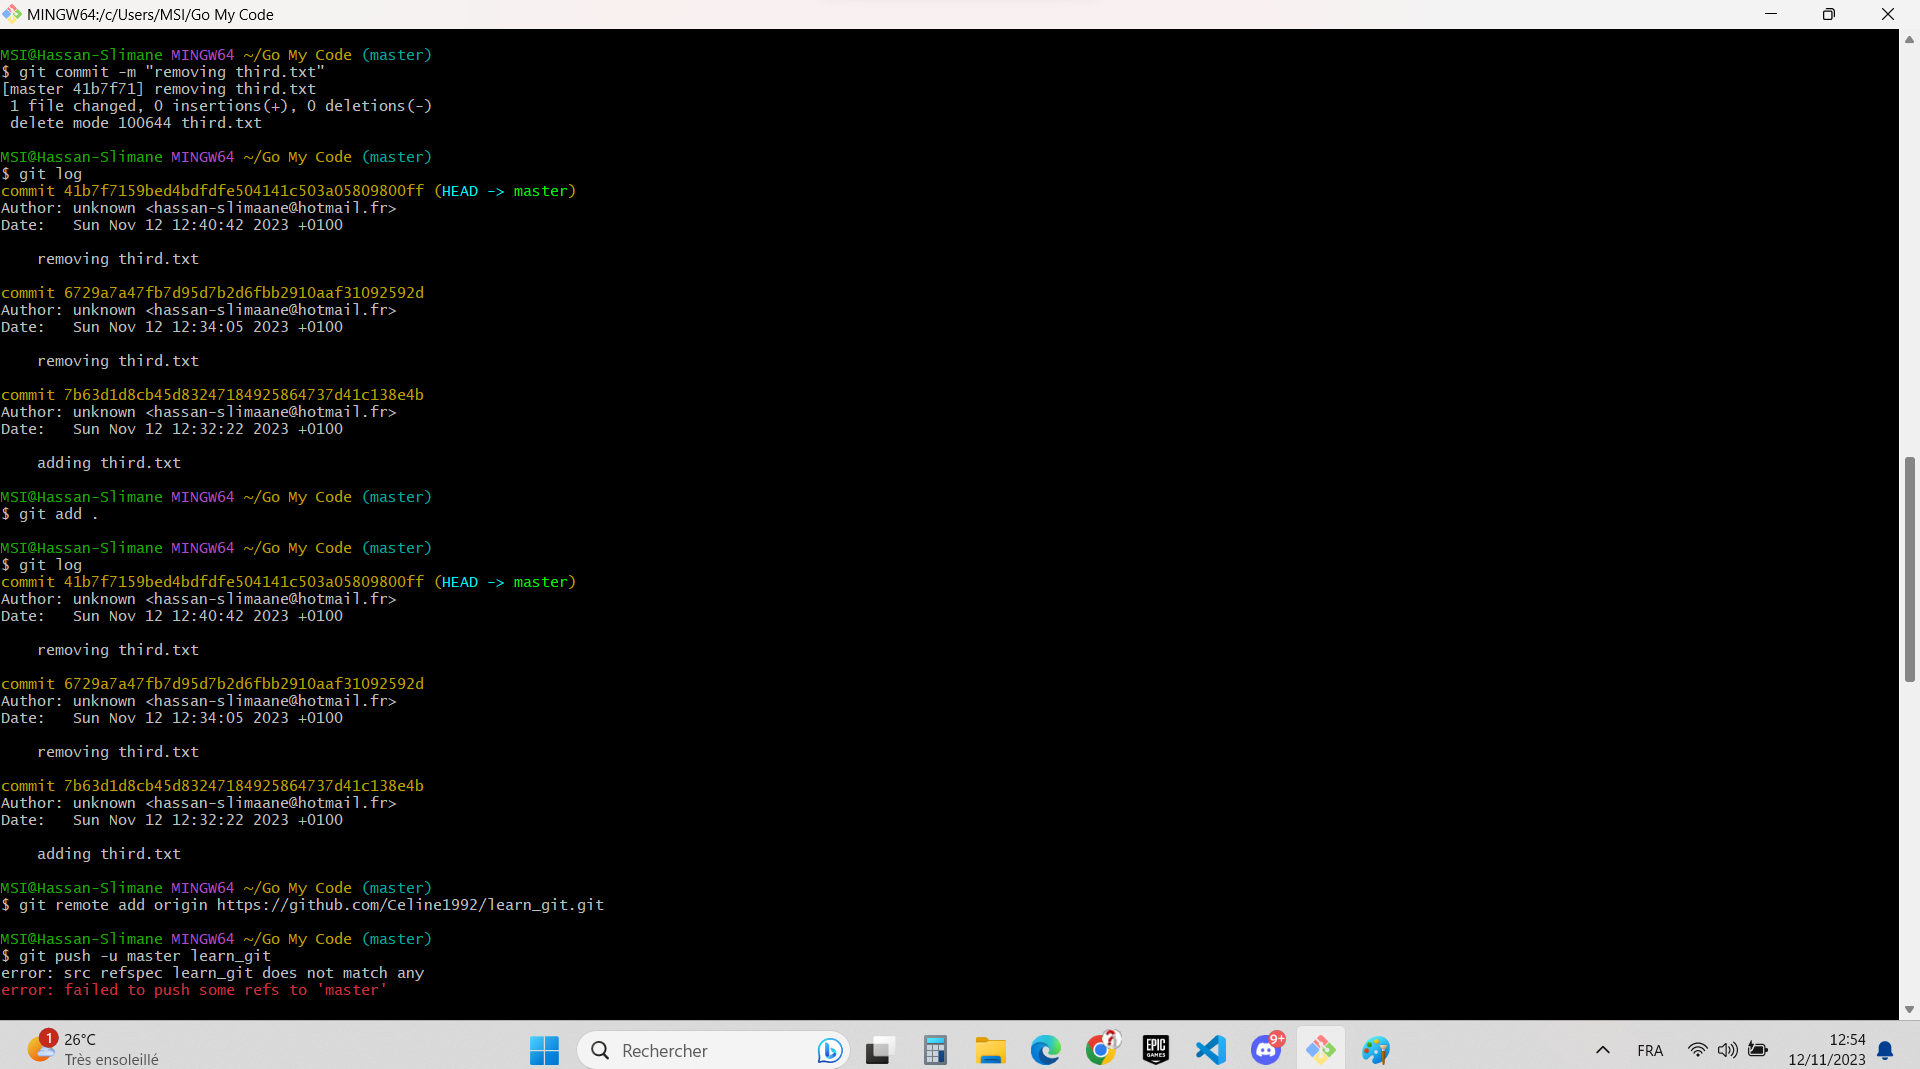 MINGW64:/c/Users/MSI/Go My Code
MSI@Hassan-Slimane MINGW64 ~/Go My Code (master)
$ git commit -m "removing third.txt"
[master 41b7f71] removing third.txt
1 file changed, 0 insertions(+), 0 deletions(-)
delete mode 100644 third.txt
MSI@Hassan-Slimane MINGW64 ~/Go My Code (master)
$ git log
commit 41b7f7159bed4bdfdfe504141c503a05809800ff (HEAD -> master)
Author: unknown <hassan-slimaane@hotmail.fr>
Date:   Sun Nov 12 12:40:42 2023 +0100
removing third.txt
commit 6729a7a47fb7d95d7b2d6fbb2910aaf31092592d
Author: unknown <hassan-slimaane@hotmail.fr>
Date:   Sun Nov 12 12:34:05 2023 +0100
removing third.txt
commit 7b63d1d8cb45d83247184925864737d41c138e4b
Author: unknown <hassan-slimaane@hotmail.fr>
Date:   Sun Nov 12 12:32:22 2023 +0100
adding third.txt
MSI@Hassan-Slimane MINGW64 ~/Go My Code (master)
$ git add .
MSI@Hassan-Slimane MINGW64 ~/Go My Code (master)
$ git log
commit 41b7f7159bed4bdfdfe504141c503a05809800ff (HEAD -> master)
Author: unknown <hassan-slimaane@hotmail.fr>
Date:   Sun Nov 12 12:40:42 2023 +0100
removing third.txt
commit 6729a7a47fb7d95d7b2d6fbb2910aaf31092592d
Author: unknown <hassan-slimaane@hotmail.fr>
Date:   Sun Nov 12 12:34:05 2023 +0100
removing third.txt
commit 7b63d1d8cb45d83247184925864737d41c138e4b
Author: unknown <hassan-slimaane@hotmail.fr>
Date:   Sun Nov 12 12:32:22 2023 +0100
adding third.txt
MSI@Hassan-Slimane MINGW64 ~/Go My Code (master)
$ git remote add origin https://github.com/Celine1992/learn_git.git
MSI@Hassan-Slimane MINGW64 ~/Go My Code (master)
$ git push -u master learn_git
error: src refspec learn_git does not match any
error: failed to push some refs to 'master'
1
26°C
Très ensoleillé
Rechercher
EPIC
GAMES
9+
FRA
12:54
12/11/2023